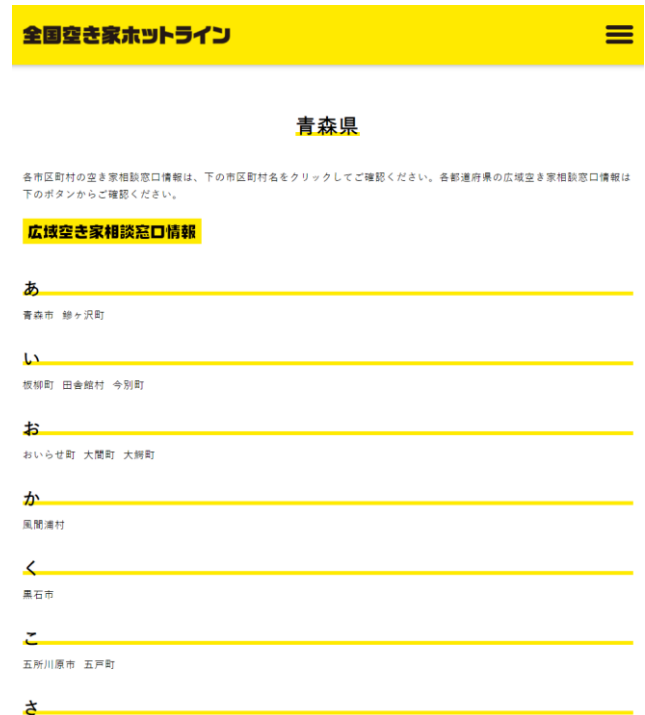 全国空き家ホットライン
青森県
各市区町村の空き家相談窓口情報は、下の市区町村名をクリックしてご確認ください。各都道府県の広域空き家相談窓口情報は
下のボタンからご確認ください。
広域空き家相談窓口情報
あ
青森市 鰺ヶ沢町
い
板柳町 田舎館村 今別町
お
おいらせ町 大間町 大鰐町
か
風間浦村
く
黒石市
こ
五所川原市 五戸町
さ